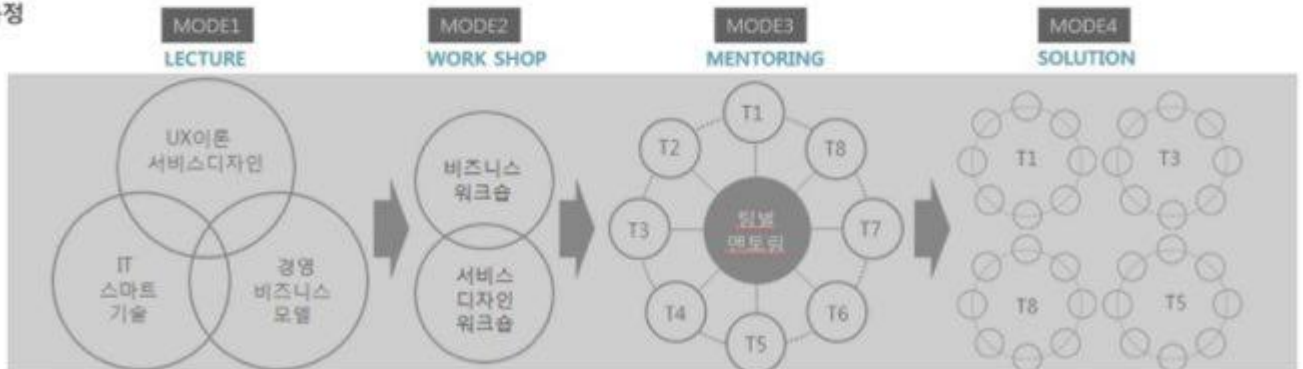 MODE1
LECTURE
UX이론
서비스디자인
IT
스마트
기술
경영
비즈니스
모델
MODE2
WORK SHOP
비즈니스
워크숍
서비스
디자인
워크숍
MODE3
MENTORING
T1
T2
T8
T3
팀별
멘토링
T7
T4
T6
T5
MODE4
SOLUTION
T1
T3
T8
T5